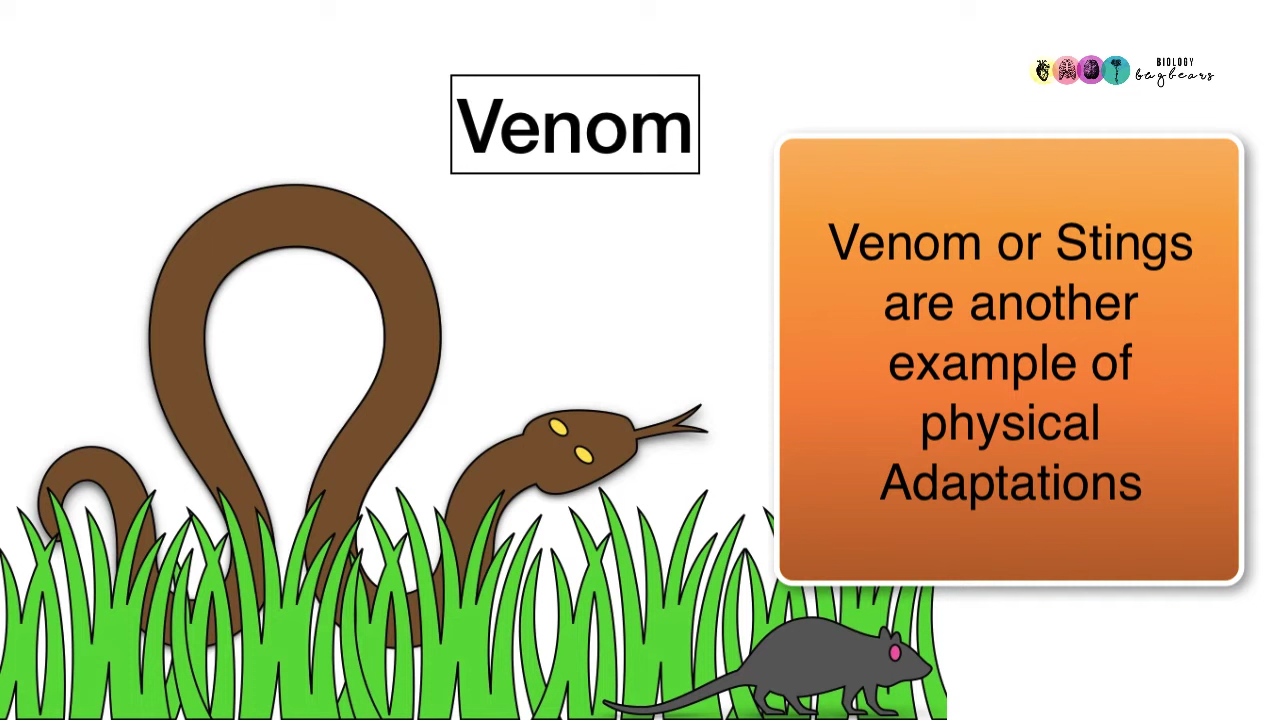 BIOLOGY
bugbears
Venom
Venom or Stings
are another
example of
physical
Adaptations